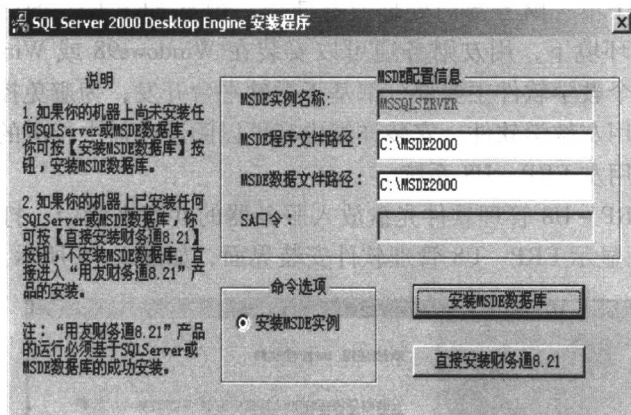 SQL Server 2000 Desktop Engine 安装程序
说明
1.如果你的机器上尚未安装任
何SQLServer或MSDE数据库，
你可按【安装MSDE数据库】按
钮，安装MSDE数据库。
2.如果你的机器上已安装任何
SQLServer或MSDE数据库，你
可按【直接安装财务通8.21】
按钮，不安装MSDE数据库。直
接进入“用友财务通8.21”产
品的安装。
注：“用友财务通8.21”产品
的运行必须基于SQLServer或
MSDE数据库的成功安装。
MSDE配置信息
MSDE实例名称:
MSSQLSERVER
MSDE程序文件路径：
C:\MSDE2000
MSDE数据文件路径：
C:\MSDE2000
SA口令：
命令选项
安装MSDE实例
安装MSDE数据库
直接安装财务通8.21